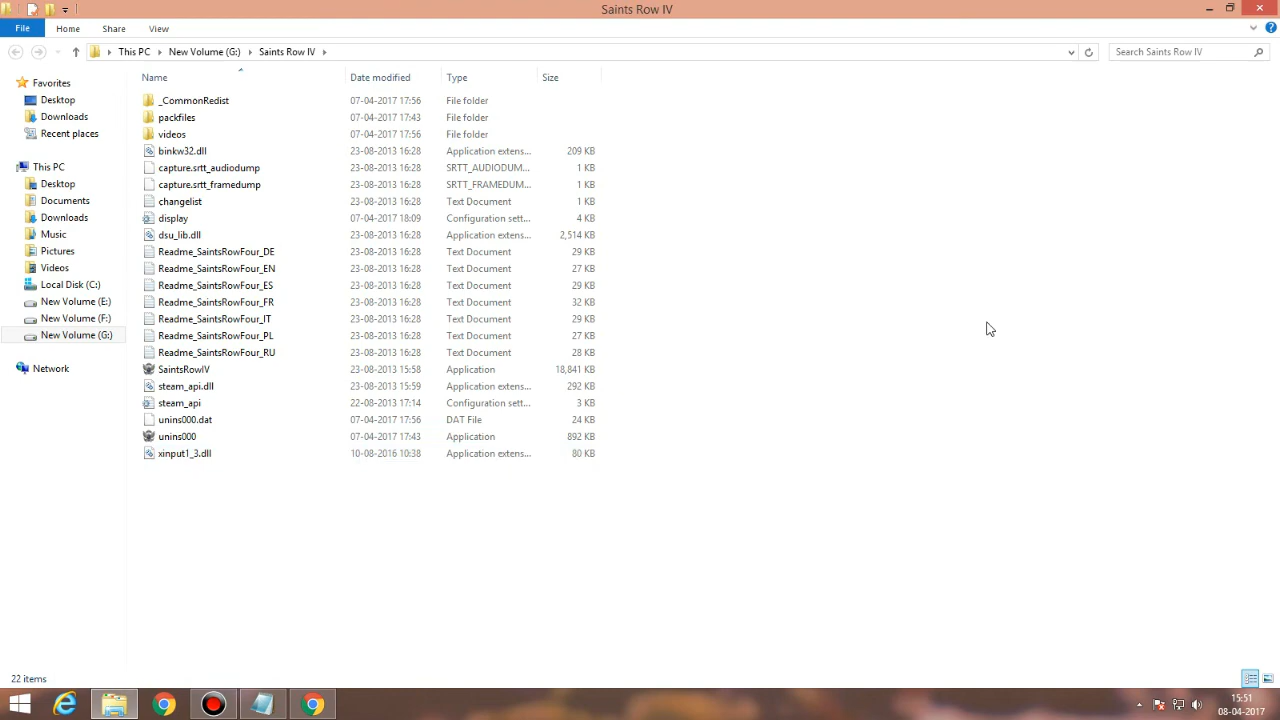 Saints Row IV
File Home Share View
This PC New Volume (G:) Saints Row IV Search Saints Row IV
Name Date modified Type Size
Favorites
Desktop
Downloads
Recent places
This PC
Desktop
Documents
Downloads
Music
Pictures
Videos
Local Disk (C:)
New Volume (E:)
New Volume (F:)
New Volume (G:)
Network
_CommonRedist 07-04-2017 17:56 File folder
packfiles 07-04-2017 17:43 File folder
videos 07-04-2017 17:56 File folder
binkw32.dll 23-08-2013 16:28 Application extens... 209 KB
capture.srtt_audiodump 23-08-2013 16:28 SRTT_AUDIODUM... 1 KB
capture.srtt_framedump 23-08-2013 16:28 SRTT_FRAMEDUM... 1 KB
changelist 23-08-2013 16:28 Text Document 1 KB
display 07-04-2017 18:09 Configuration sett... 4 KB
dsu_lib.dll 23-08-2013 16:28 Application extens... 2,514 KB
Readme_SaintsRowFour_DE 23-08-2013 16:28 Text Document 29 KB
Readme_SaintsRowFour_EN 23-08-2013 16:28 Text Document 27 KB
Readme_SaintsRowFour_ES 23-08-2013 16:28 Text Document 29 KB
Readme_SaintsRowFour_FR 23-08-2013 16:28 Text Document 32 KB
Readme_SaintsRowFour_IT 23-08-2013 16:28 Text Document 29 KB
Readme_SaintsRowFour_PL 23-08-2013 16:28 Text Document 27 KB
Readme_SaintsRowFour_RU 23-08-2013 16:28 Text Document 28 KB
SaintsRowIV 23-08-2013 15:58 Application 18,841 KB
steam_api.dll 23-08-2013 15:59 Application extens... 292 KB
steam_api 22-08-2013 17:14 Configuration sett... 3 KB
unins000.dat 07-04-2017 17:56 DAT File 24 KB
unins000 07-04-2017 17:43 Application 892 KB
xinput1_3.dll 10-08-2016 10:38 Application extens... 80 KB
22 items
15:51
08-04-2017